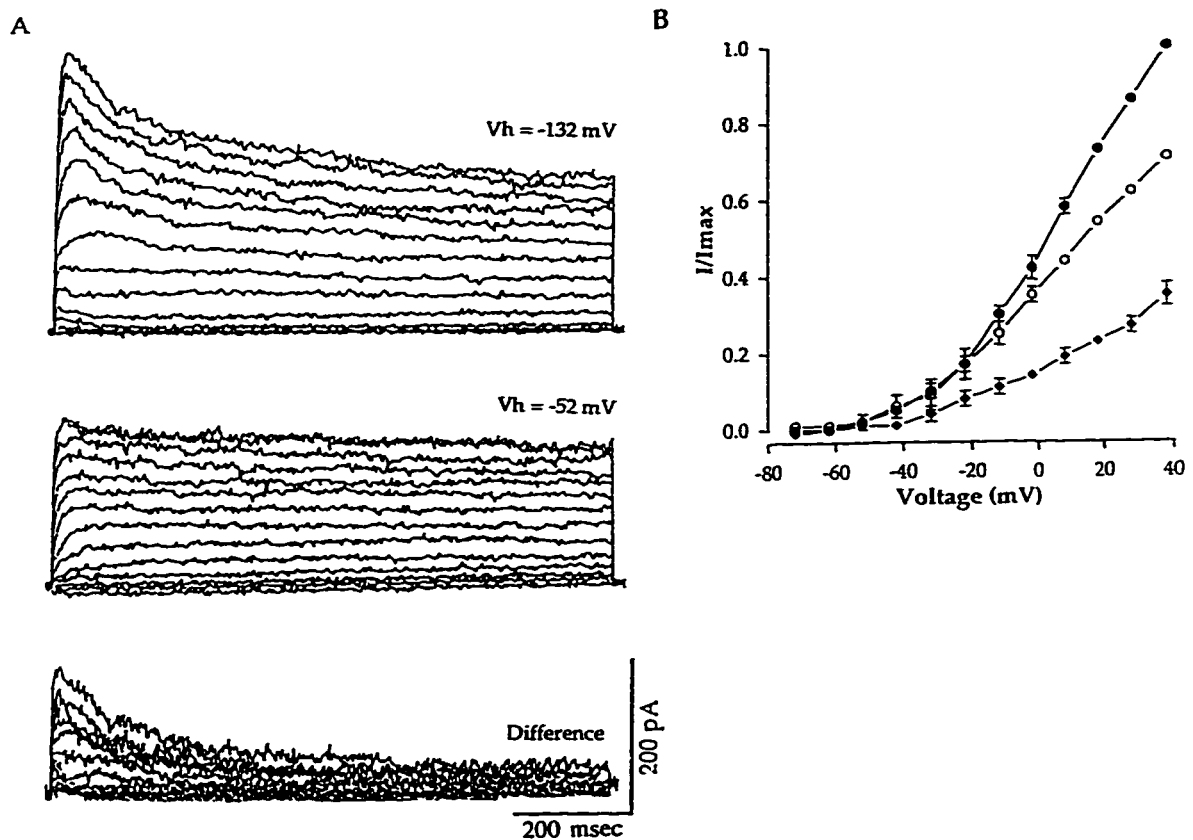 A
Vh = -132 mV
Vh = -52 mV
Difference
200 pA
200 msec
B
I/Imax
1.0
0.8
0.6
0.4
0.2
0.0
-80
-60
-40
-20
0
20
40
Voltage (mV)